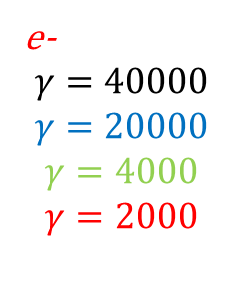 e-
γ = 40000
γ = 20000
γ = 4000
γ = 2000